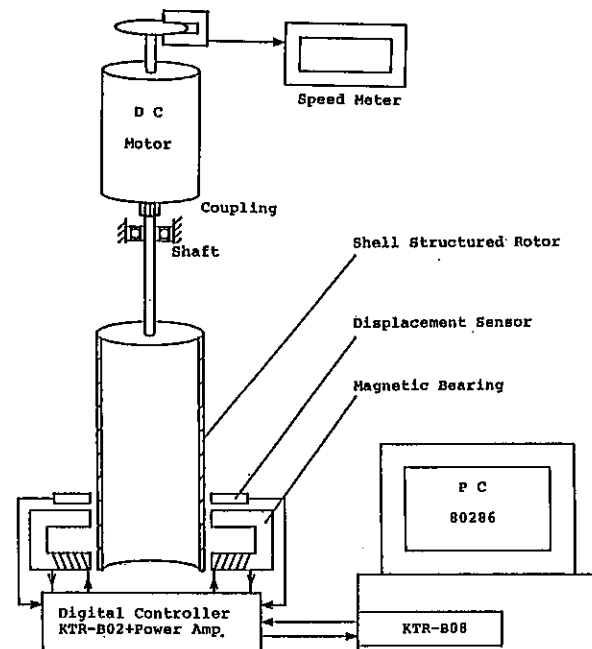 Speed Meter
D C
Motor
Coupling
Shaft
Shell Structured Rotor
Displacement Sensor
Magnetic Bearing
P C
80286
Digital Controller
KTR-B02+Power Amp.
KTR-B08